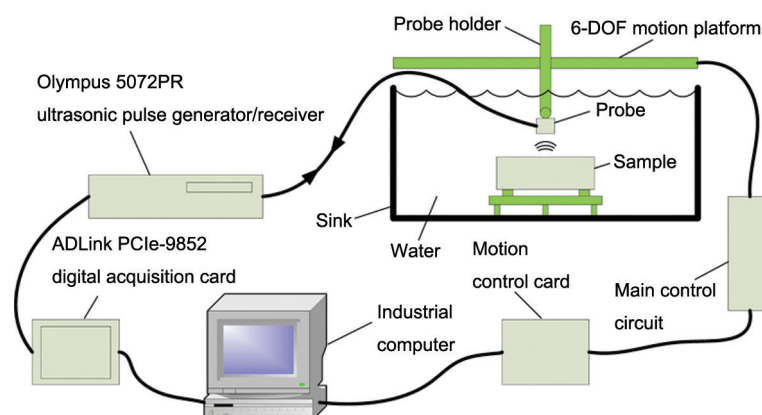 Probe holder
6-DOF motion platform
Olympus 5072PR
ultrasonic pulse generator/receiver
Probe
Sample
Sink
Water
ADLink PCIe-9852
digital acquisition card
Motion
control card
Main control
circuit
Industrial
computer